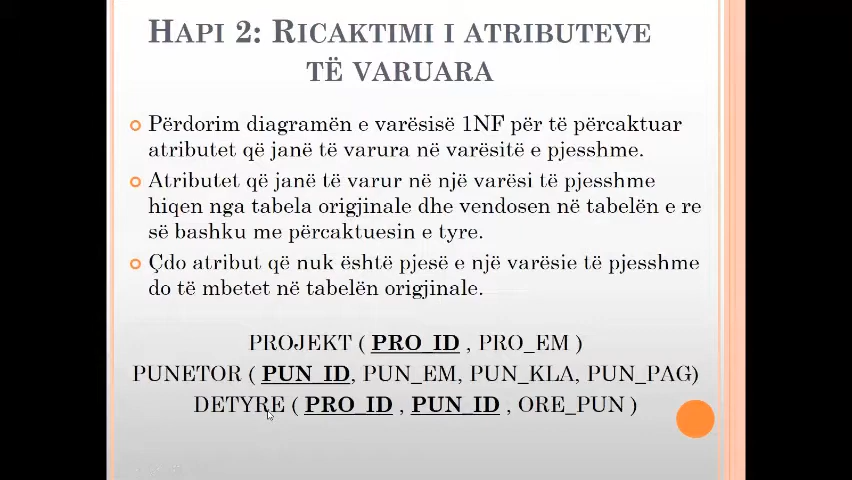 HAPI 2: RICAKTIMI I ATRIBUTEVE
TË VARUARA
Përdorim diagramën e varësisë 1NF për të përcaktuar
atributet që janë të varura në varësitë e pjesshme.
Atributet që janë të varur në një varësi të pjesshme
hiqen nga tabela origjinale dhe vendosen në tabelën e re
së bashku me përcaktuesin e tyre.
Çdo atribut që nuk është pjesë e një varësie të pjesshme
do të mbetet në tabelën origjinale.
PROJEKT ( PRO_ID , PRO_EM )
PUNETOR ( PUN_ID, PUN_EM, PUN_KLA, PUN_PAG)
DETYRE ( PRO_ID , PUN_ID , ORE_PUN )